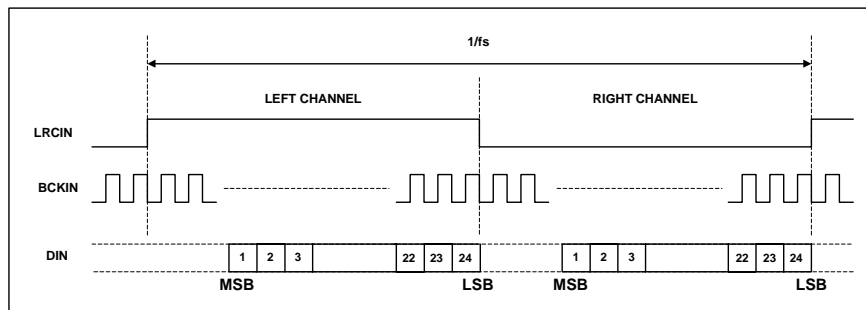 1/fs
LEFT CHANNEL RIGHT CHANNEL
LRCIN
BCKIN
DIN 1 2 3 22 23 24 1 2 3 22 23 24
MSB LSB MSB LSB